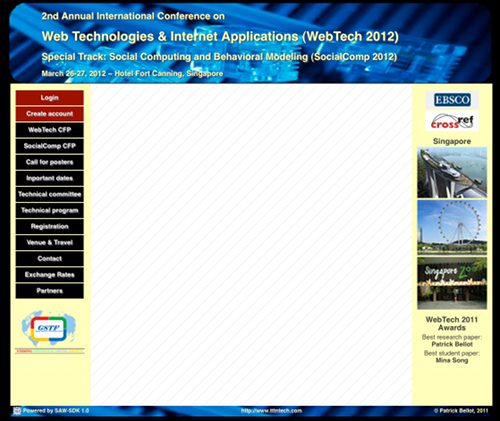 2nd Annual International Conference on
Web Technologies & Internet Applications (WebTech 2012)
Special Track: Social Computing and Behavioral Modeling (SocialComp 2012)
March 26-27, 2012 – Hotel Fort Canning, Singapore
Login
Create account
WebTech CFP
SocialComp CFP
Call for posters
Inportant dates
Technical committee
Technical program
Registration
Venue & Travel
Contact
Exchange Rates
Partners
GSTF
EBSCO
crossref
Singapore
Singapore Zoo
WebTech 2011
Awards
Best research paper:
Patrick Bellot
Best student paper:
Mina Song
Powered by SAW-SDK 1.0
http://www.tttntech.com
© Patrick Bellot, 2011